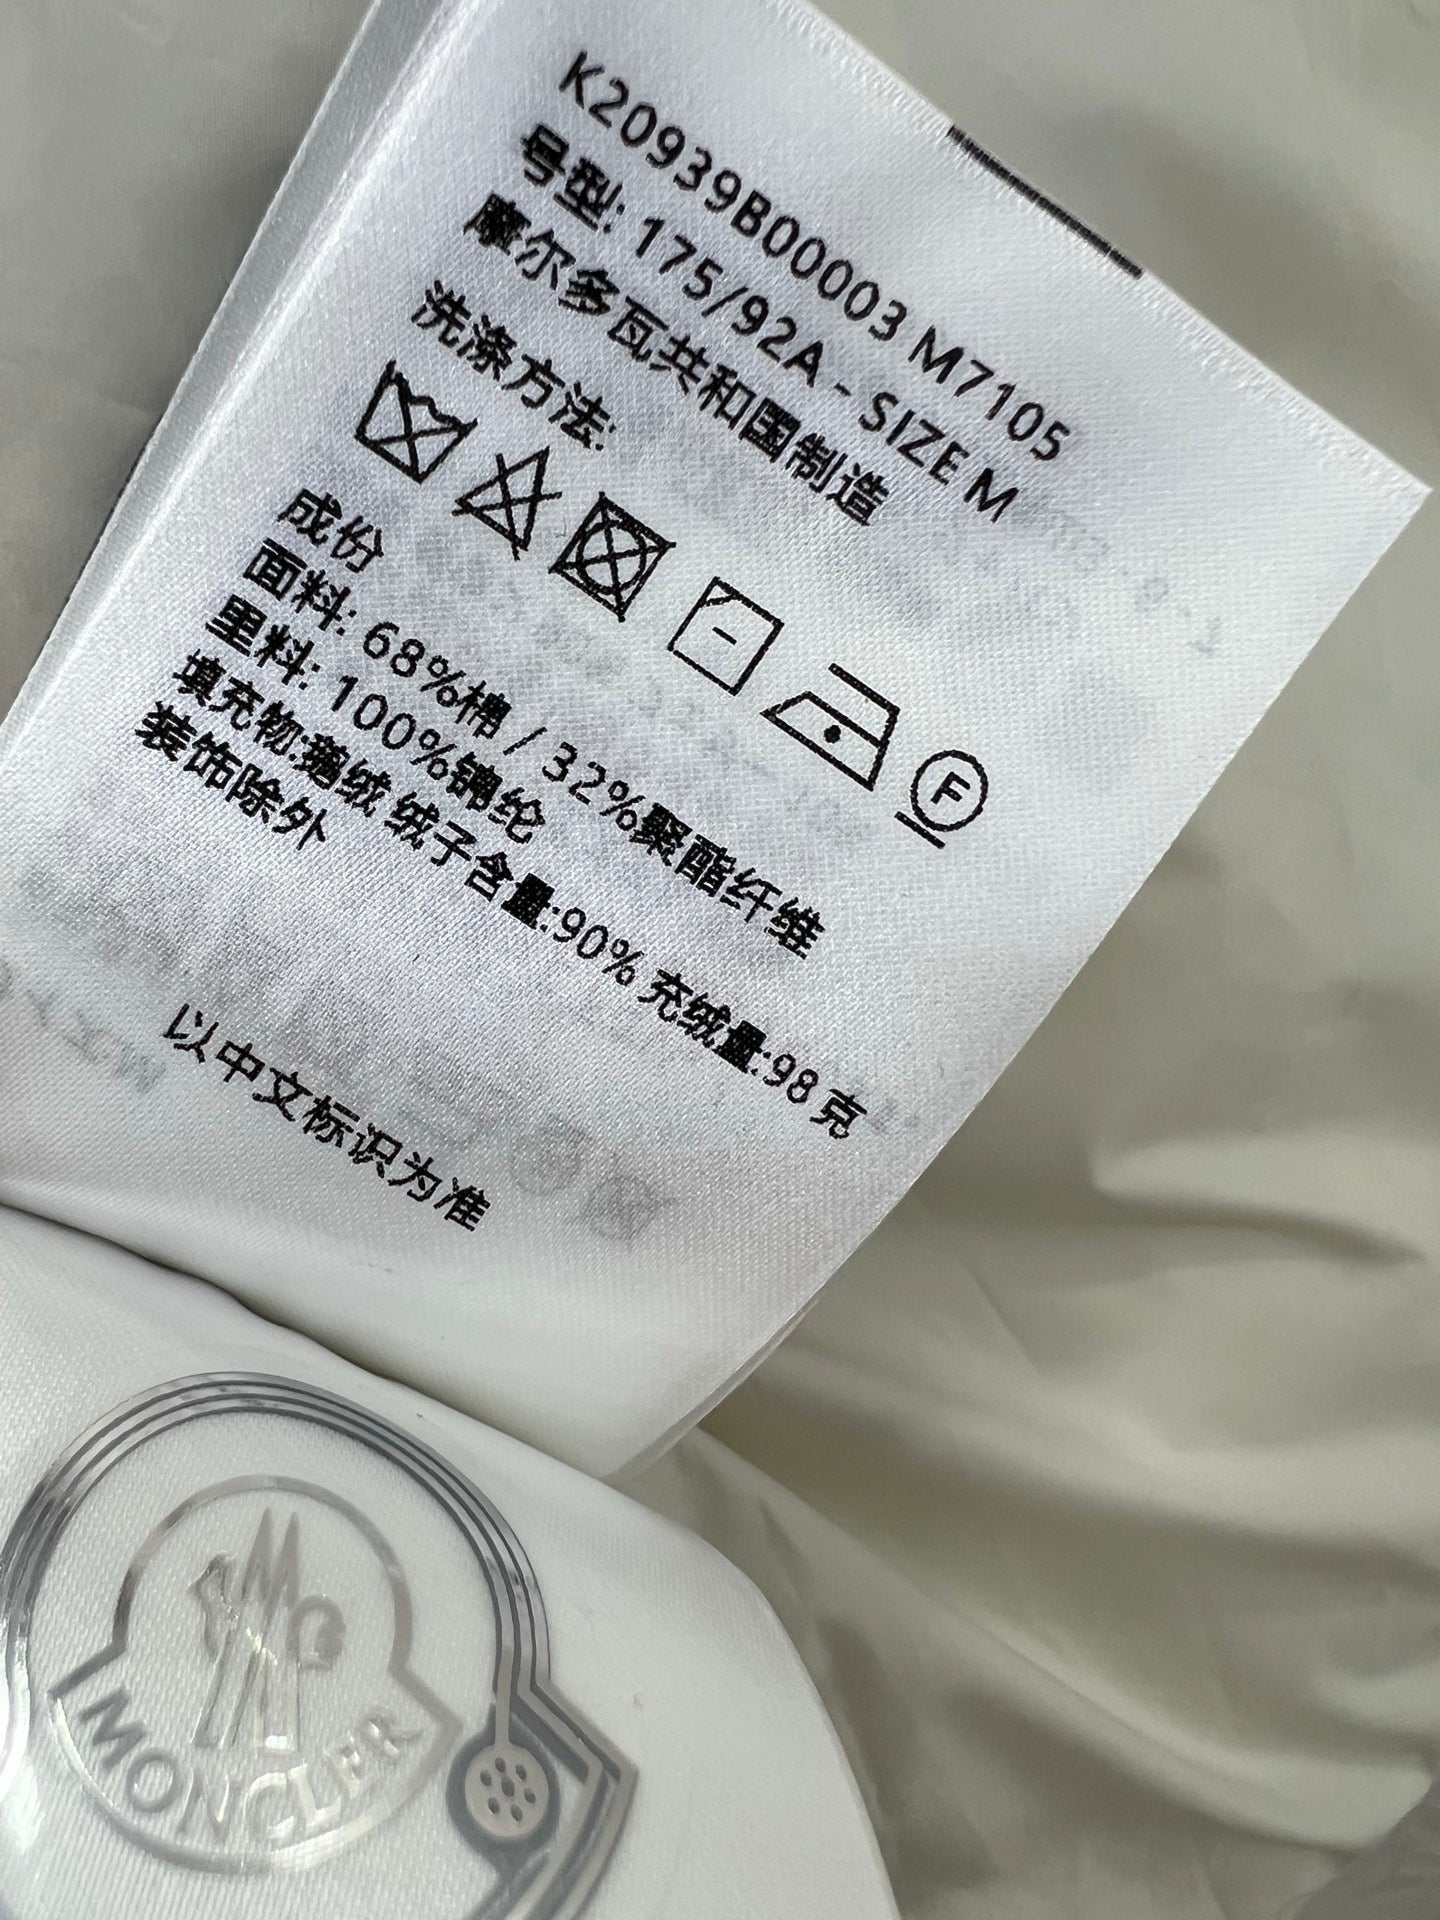 K20939B00003 M7105
号型: 175/92A - SIZE M
摩尔多瓦共和国制造
洗涤方法:
F
成份
面料: 68%棉 / 32%聚酯纤维
里料: 100%锦纶
填充物:鹅绒 绒子含量:90% 充绒量:98 克
装饰除外
以中文标识为准
MONCLER